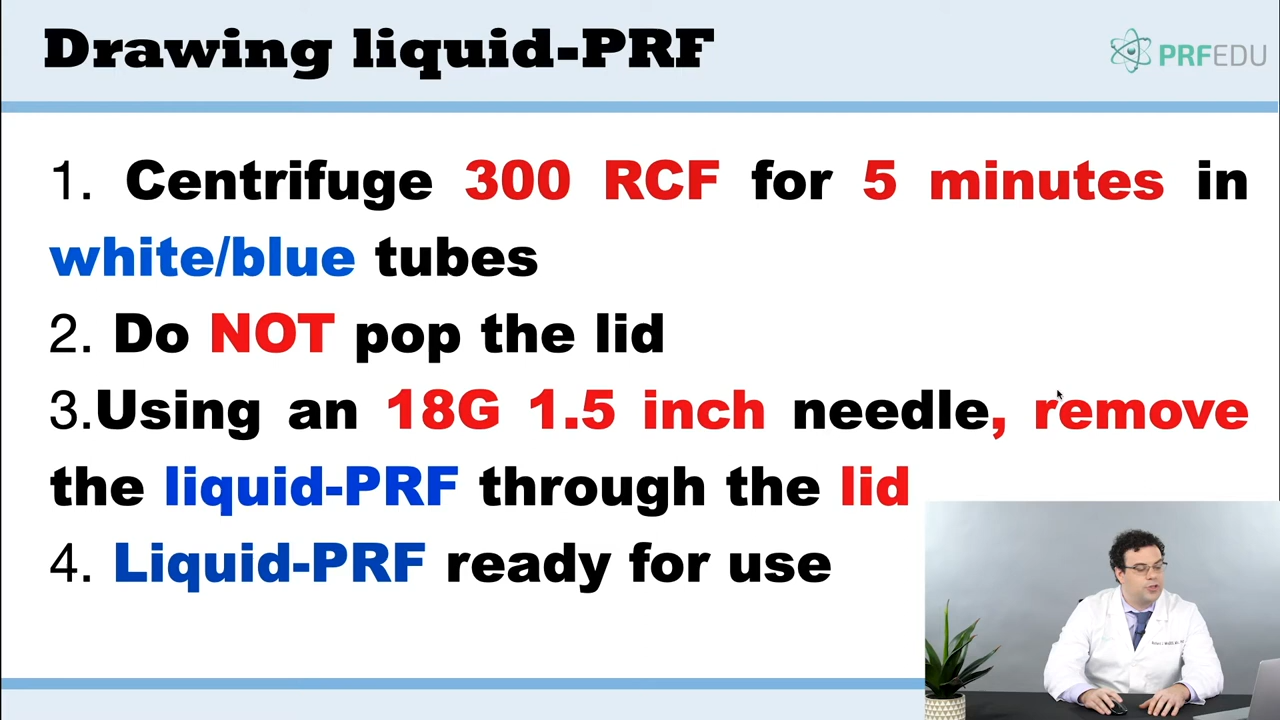 Drawing liquid-PRF
PRFEDU
1. Centrifuge 300 RCF for 5 minutes in
white/blue tubes
2. Do NOT pop the lid
3.Using an 18G 1.5 inch needle, remove
the liquid-PRF through the lid
4. Liquid-PRF ready for use